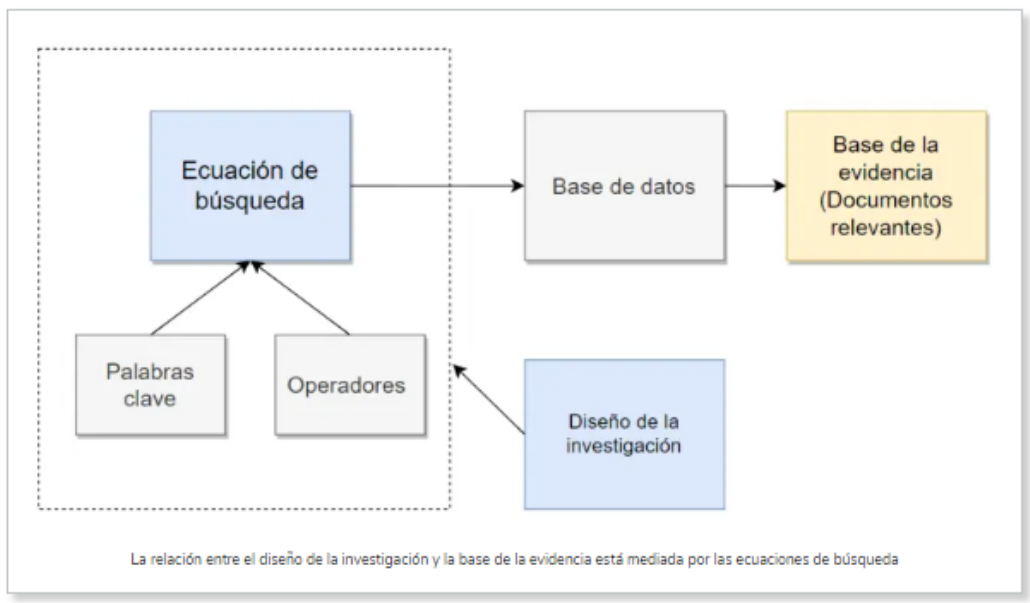 Ecuación de
búsqueda
Base de datos
Base de la
evidencia
(Documentos
relevantes)
Palabras
clave
Operadores
Diseño de la
investigación
La relación entre el diseño de la investigación y la base de la evidencia está mediada por las ecuaciones de búsqueda